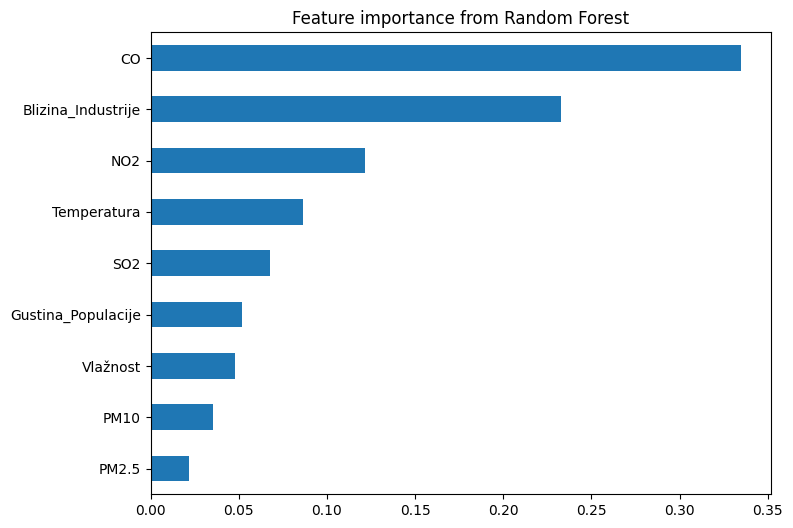 Feature importance from Random Forest
CO
Blizina_Industrije
NO2
Temperatura
SO2
Gustina_Populacije
Vlažnost
PM10
PM2.5
0.00 0.05 0.10 0.15 0.20 0.25 0.30 0.35